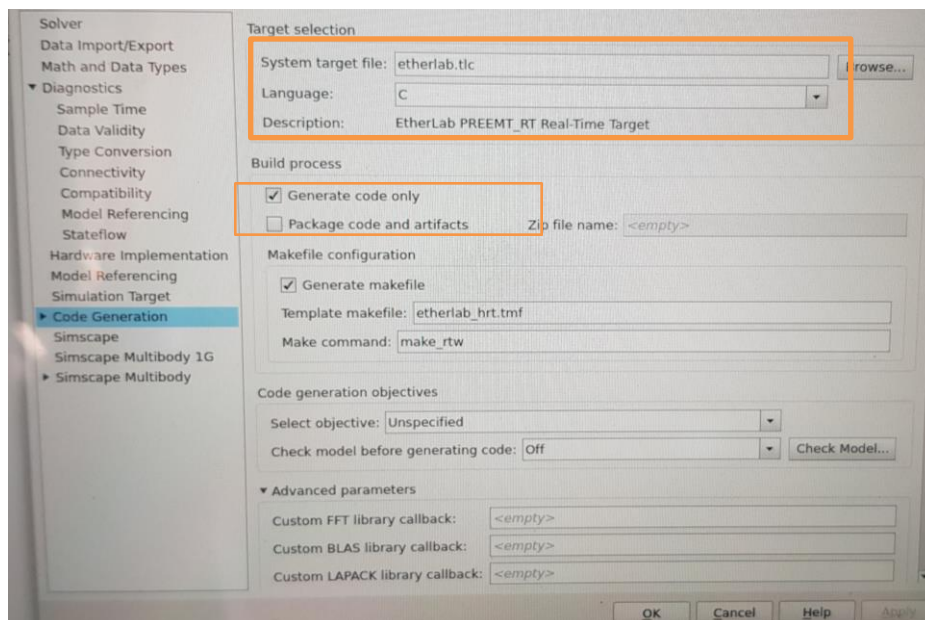 Solver
Data Import/Export
Math and Data Types
Diagnostics
Sample Time
Data Validity
Type Conversion
Connectivity
Compatibility
Model Referencing
Stateflow
Hardware Implementation
Model Referencing
Simulation Target
Code Generation
Simscape
Simscape Multibody 1G
Simscape Multibody
Target selection
System target file: etherlab.tlc
Browse...
Language: C
Description: EtherLab PREEMT_RT Real-Time Target
Build process
Generate code only
Package code and artifacts Zip file name: <empty>
Makefile configuration
Generate makefile
Template makefile: etherlab_hrt.tmf
Make command: make_rtw
Code generation objectives
Select objective: Unspecified
Check model before generating code: Off Check Model...
Advanced parameters
Custom FFT library callback: <empty>
Custom BLAS library callback: <empty>
Custom LAPACK library callback: <empty>
OK Cancel Help Apply